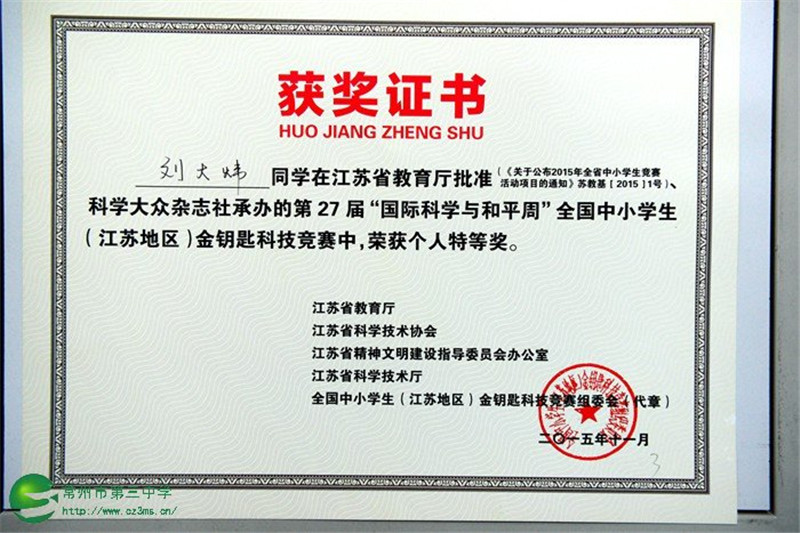 获奖证书
HUO JIANG ZHENG SHU
刘大炜 同学在江苏省教育厅批准(《关于公布2015年全省中小学生竞赛
活动项目的通知》苏教基[2015]1号)、
科学大众杂志社承办的第27届“国际科学与和平周”全国中小学生
(江苏地区)金钥匙科技竞赛中,荣获个人特等奖。
江苏省教育厅
江苏省科学技术协会
江苏省精神文明建设指导委员会办公室
江苏省科学技术厅
全国中小学生(江苏地区)金钥匙科技竞赛组委会(代章)
二〇一五年十一月
3
常州市第三中学
http://www.cz3ms.cn/